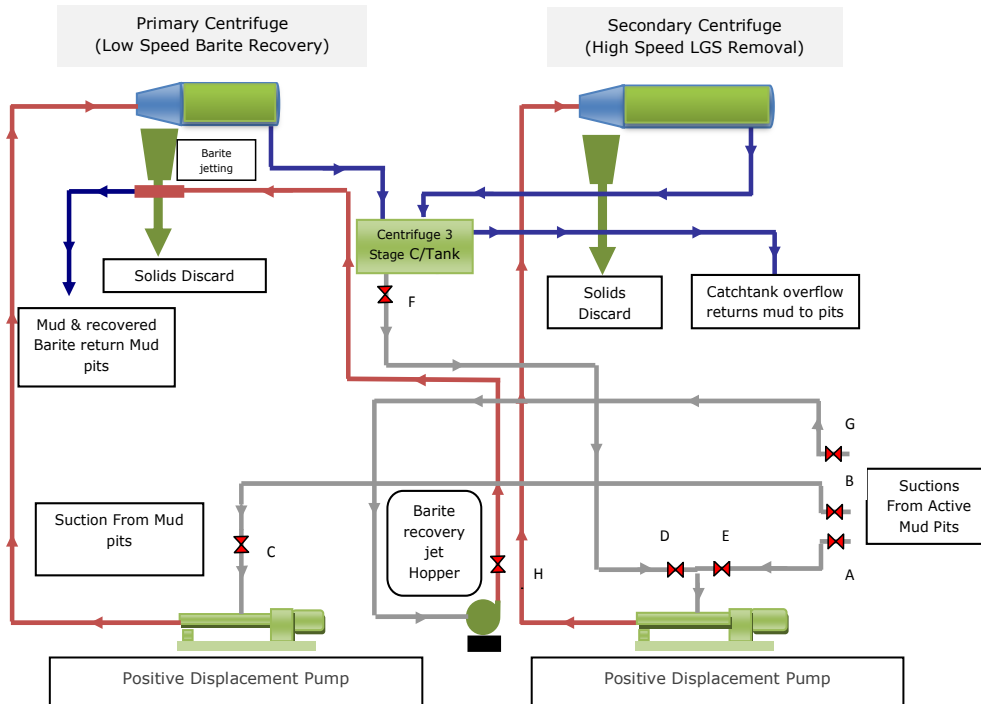 Primary Centrifuge
(Low Speed Barite Recovery)
Secondary Centrifuge
(High Speed LGS Removal)
Barite
jetting
Centrifuge 3
Stage C/Tank
Solids Discard
Solids
Discard
Catchtank overflow
returns mud to pits
F
Mud & recovered
Barite return Mud
pits
G
B
Suctions
From Active
Mud Pits
Suction From Mud
pits
C
Barite
recovery
jet
Hopper
D
E
H
A
Positive Displacement Pump
Positive Displacement Pump